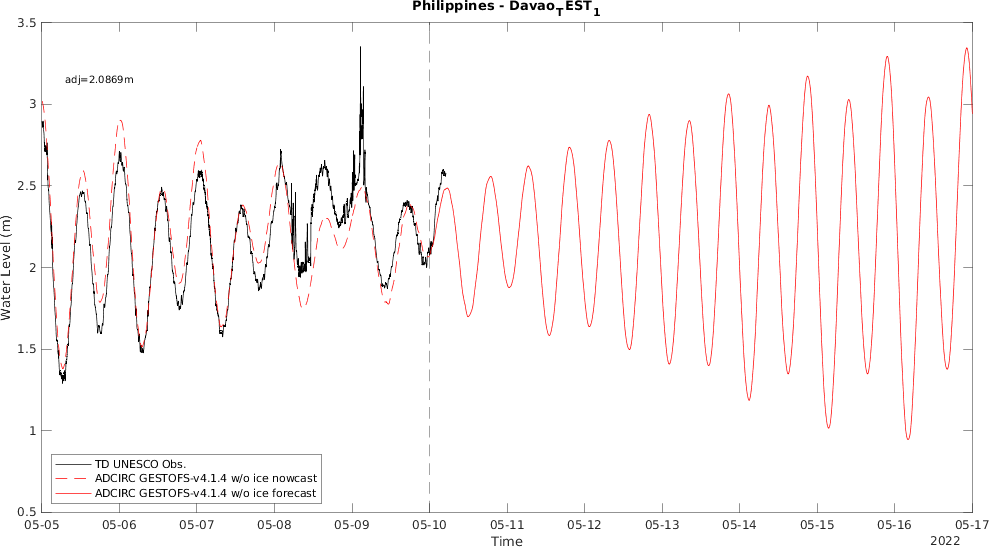 Philippines - Davao_TEST_1
3.5
3
2.5
2
1.5
1
0.5
Water Level (m)
adj=2.0869m
TD UNESCO Obs.
ADCIRC GESTOFS-v4.1.4 w/o ice nowcast
ADCIRC GESTOFS-v4.1.4 w/o ice forecast
05-05 05-06 05-07 05-08 05-09 05-10 05-11 05-12 05-13 05-14 05-15 05-16 05-17
Time
2022